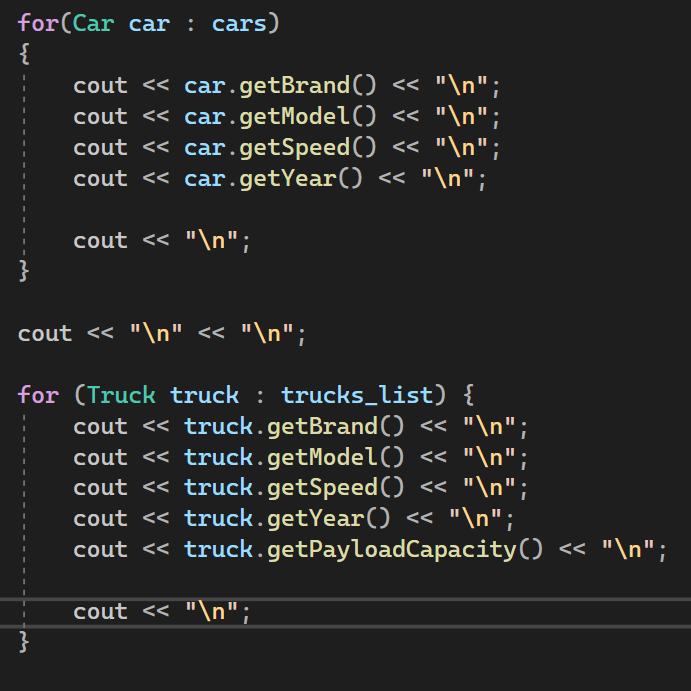 for(Car car : cars)
{
    cout << car.getBrand() << "\n";
    cout << car.getModel() << "\n";
    cout << car.getSpeed() << "\n";
    cout << car.getYear() << "\n";

    cout << "\n";
}

cout << "\n" << "\n";

for (Truck truck : trucks_list) {
    cout << truck.getBrand() << "\n";
    cout << truck.getModel() << "\n";
    cout << truck.getSpeed() << "\n";
    cout << truck.getYear() << "\n";
    cout << truck.getPayloadCapacity() << "\n";

    cout << "\n";
}